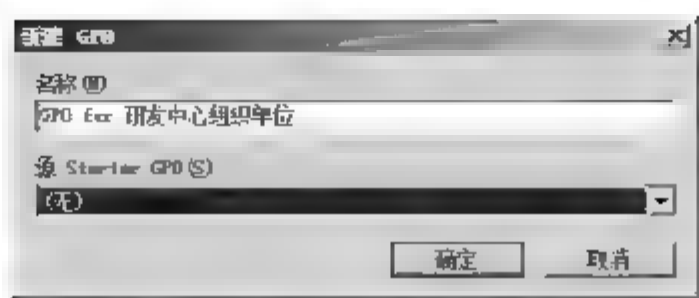 新建 GPO
名称(N)
GPO For 研发中心组织单位
源 Starter GPO(S)
(无)
确定
取消